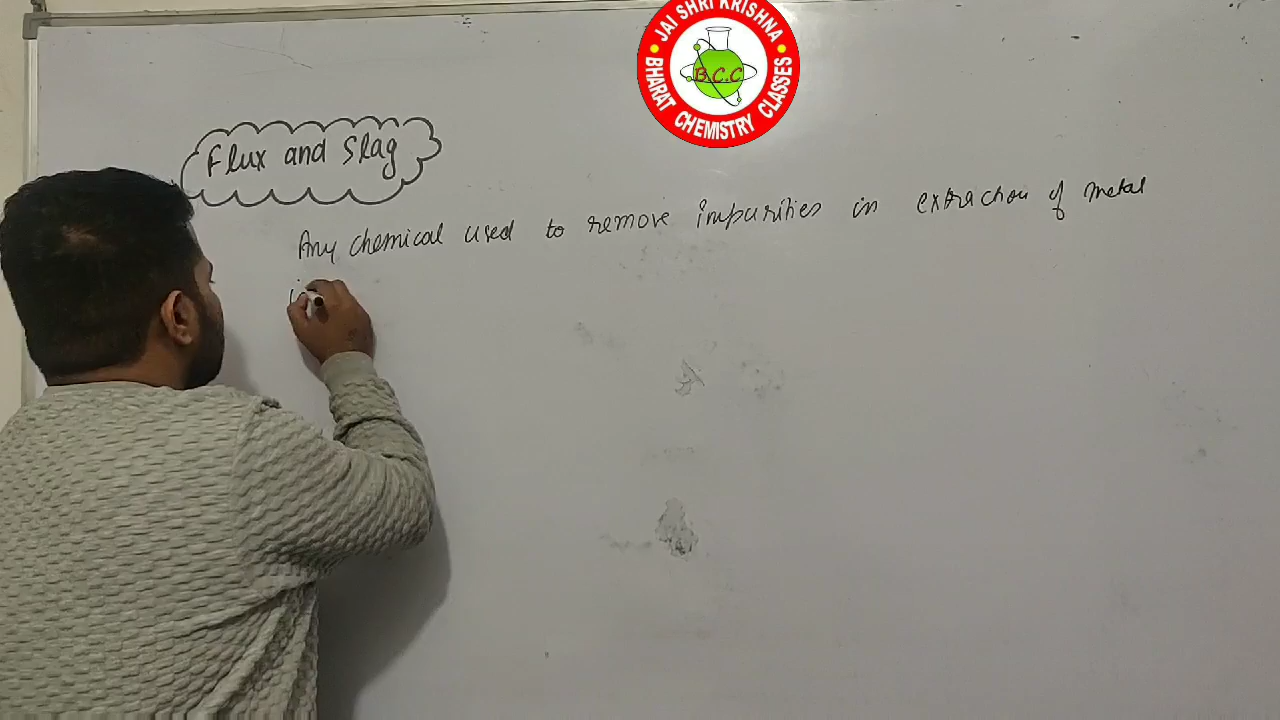 JAI SHRI KRISHNA
B.C.C
BHARAT CHEMISTRY CLASSES
Flux and Slag
Any chemical used to remove impurities in extraction of metal